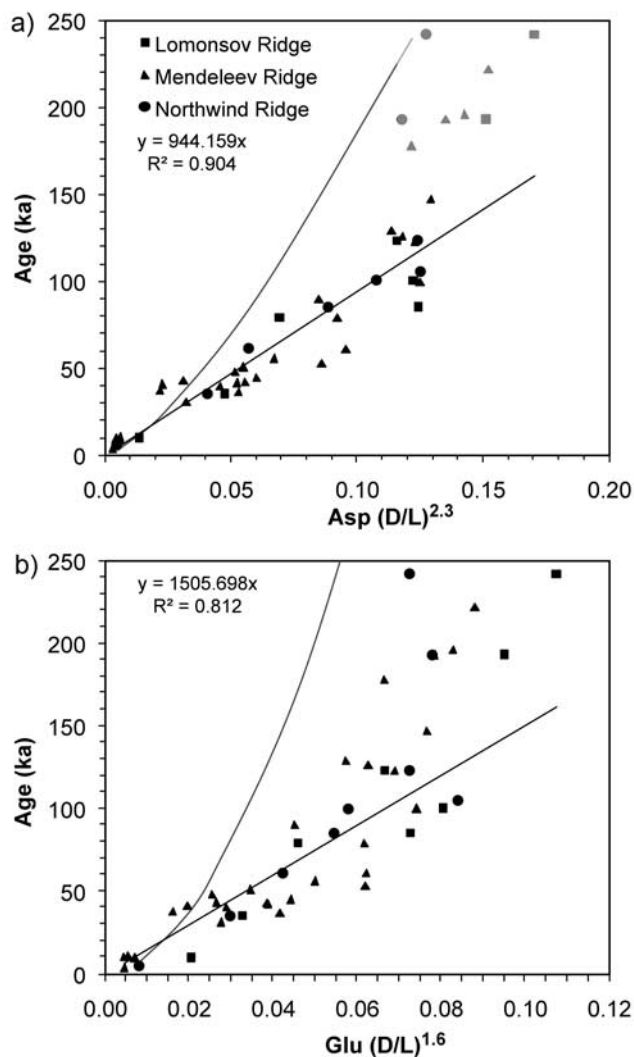 a)
250
Lomonsov Ridge
Mendeleev Ridge
Northwind Ridge
y = 944.159x
R² = 0.904
200
150
100
50
0
Age (ka)
0.00 0.05 0.10 0.15 0.20
Asp (D/L)2.3
b)
250
y = 1505.698x
R² = 0.812
200
150
100
50
0
Age (ka)
0.00 0.02 0.04 0.06 0.08 0.10 0.12
Glu (D/L)1.6